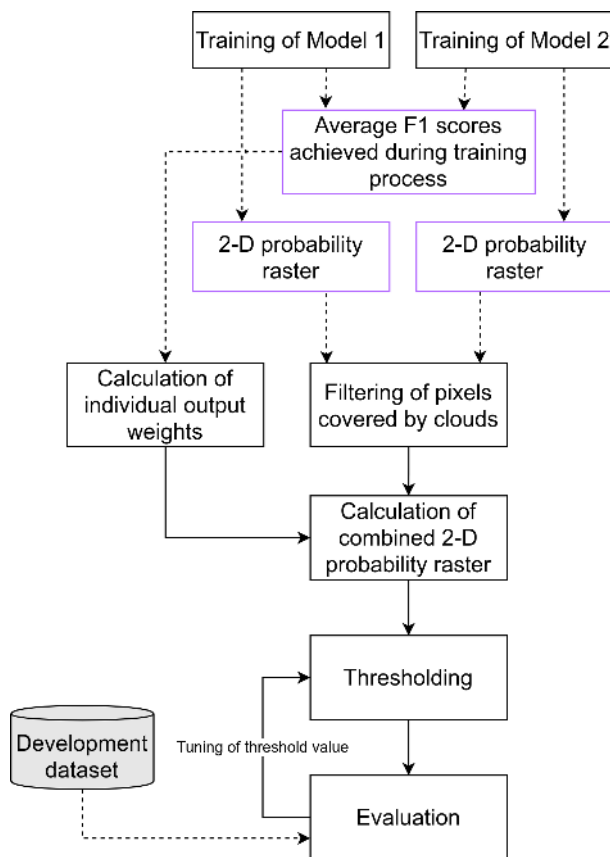 Training of Model 1
Training of Model 2
Average F1 scores
achieved during training
process
2-D probability
raster
2-D probability
raster
Calculation of
individual output
weights
Filtering of pixels
covered by clouds
Calculation of
combined 2-D
probability raster
Thresholding
Development
dataset
Tuning of threshold value
Evaluation